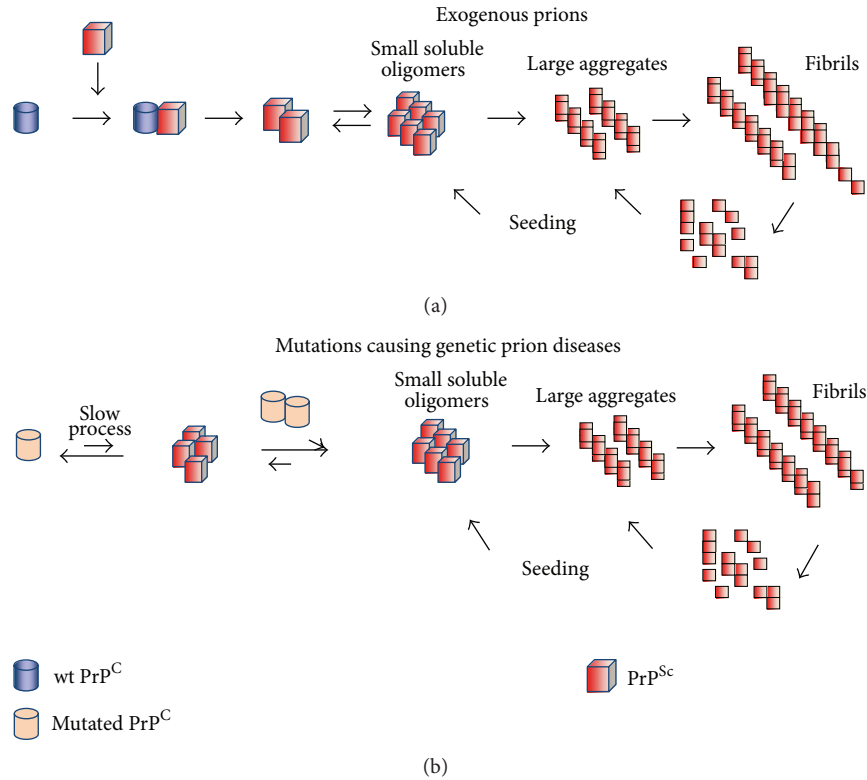 Exogenous prions
Small soluble
oligomers
Large aggregates
Fibrils
Seeding
(a)
Mutations causing genetic prion diseases
Small soluble
oligomers
Large aggregates
Fibrils
Slow
process
Seeding
wt PrP^C
PrP^Sc
Mutated PrP^C
(b)